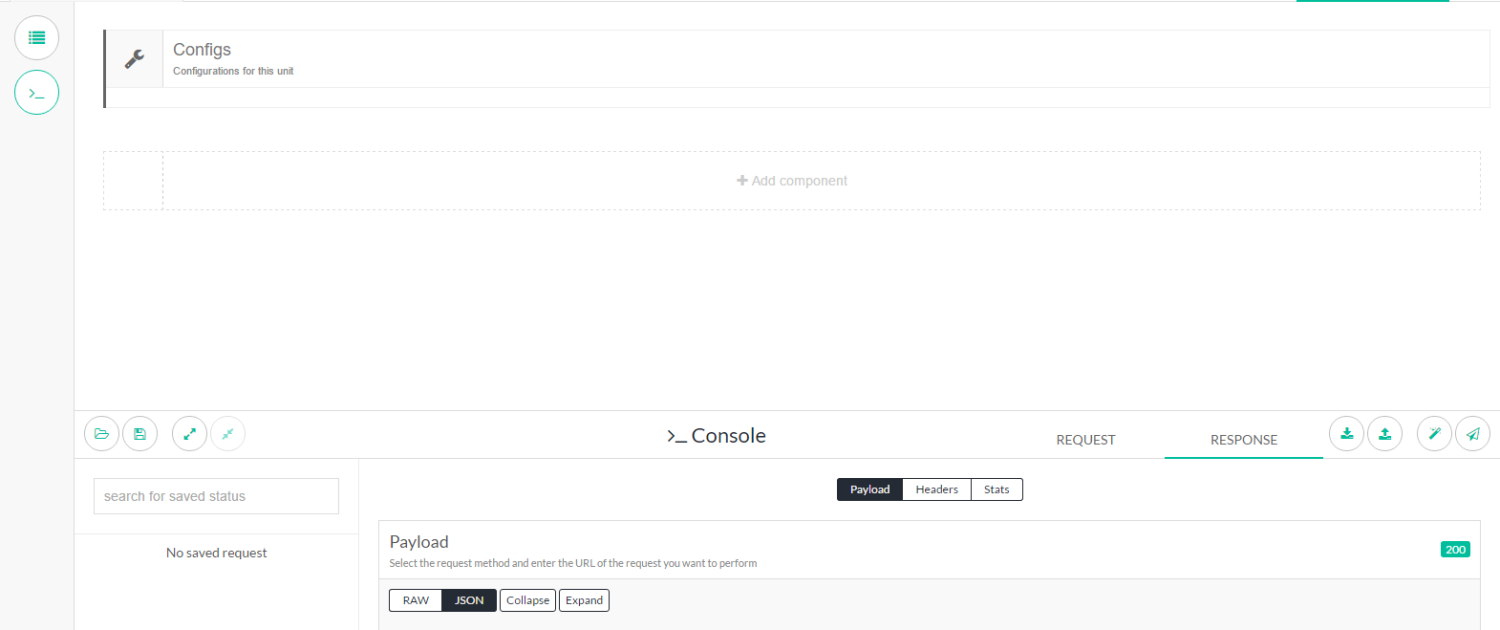 Configs
Configurations for this unit
Add component
>_ Console
REQUEST
RESPONSE
search for saved status
Payload
Headers
Stats
No saved request
Payload
200
Select the request method and enter the URL of the request you want to perform
RAW
JSON
Collapse
Expand